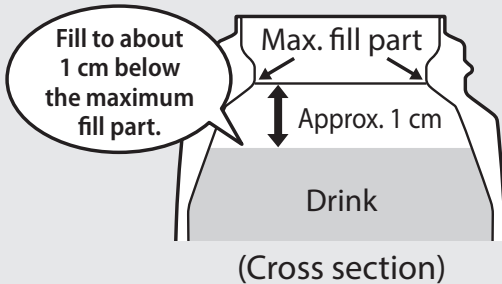 Fill to about
1 cm below
the maximum
fill part.
Max. fill part
Approx. 1 cm
Drink
(Cross section)